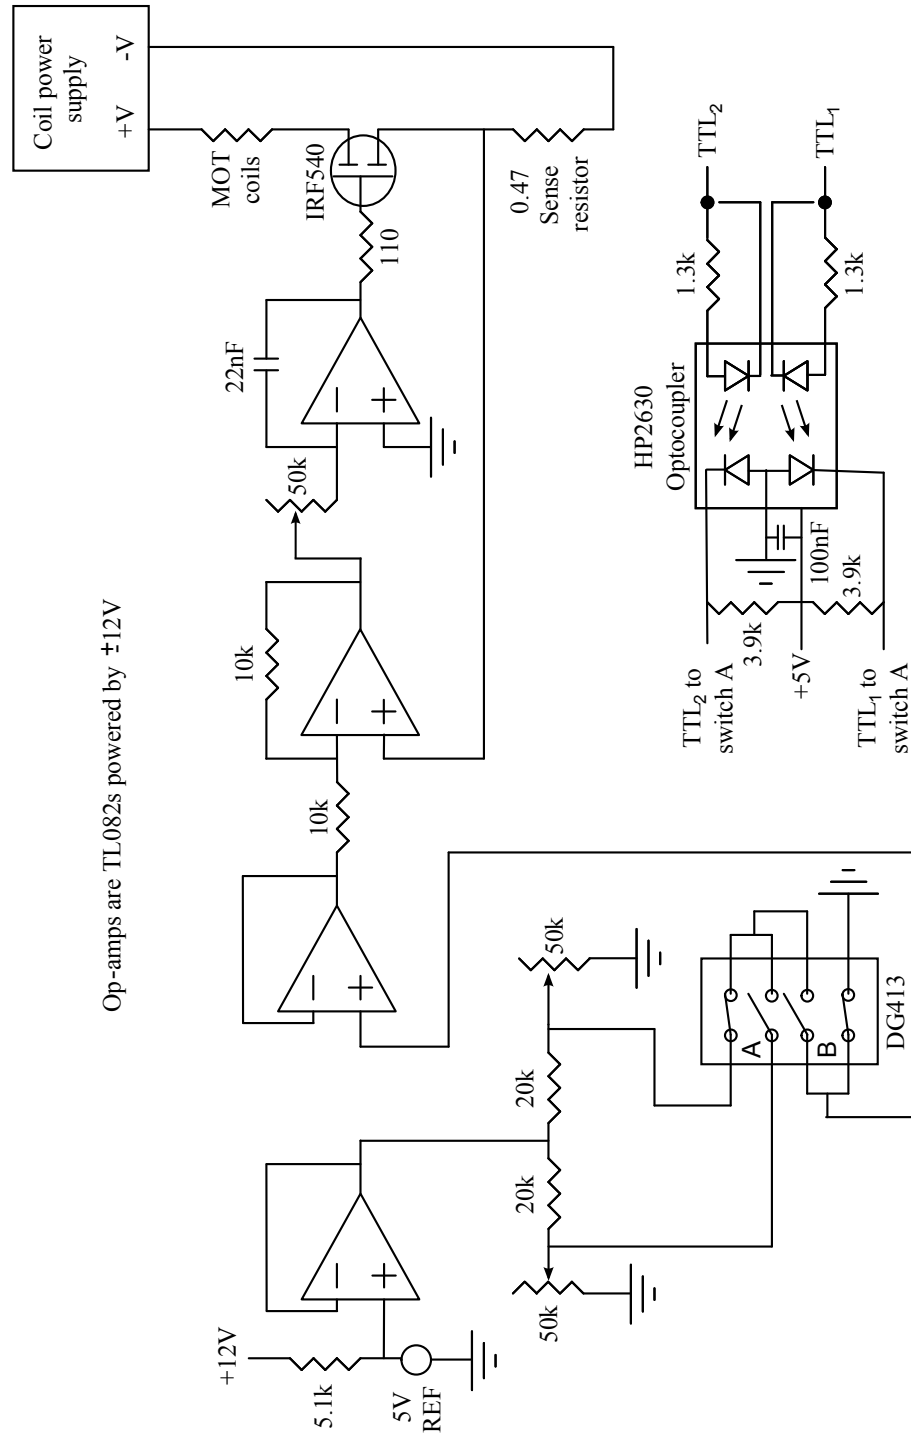 Op-amps are TL082s powered by ±12V
Coil power
supply
+V
-V
MOT
coils
IRF540
110
0.47
Sense
resistor
22nF
50k
10k
10k
+12V
5.1k
5V
REF
20k
20k
50k
50k
A
B
DG413
HP2630
Optocoupler
1.3k
1.3k
TTL₂
TTL₁
100nF
3.9k
3.9k
+5V
TTL₂ to
switch A
TTL₁ to
switch A